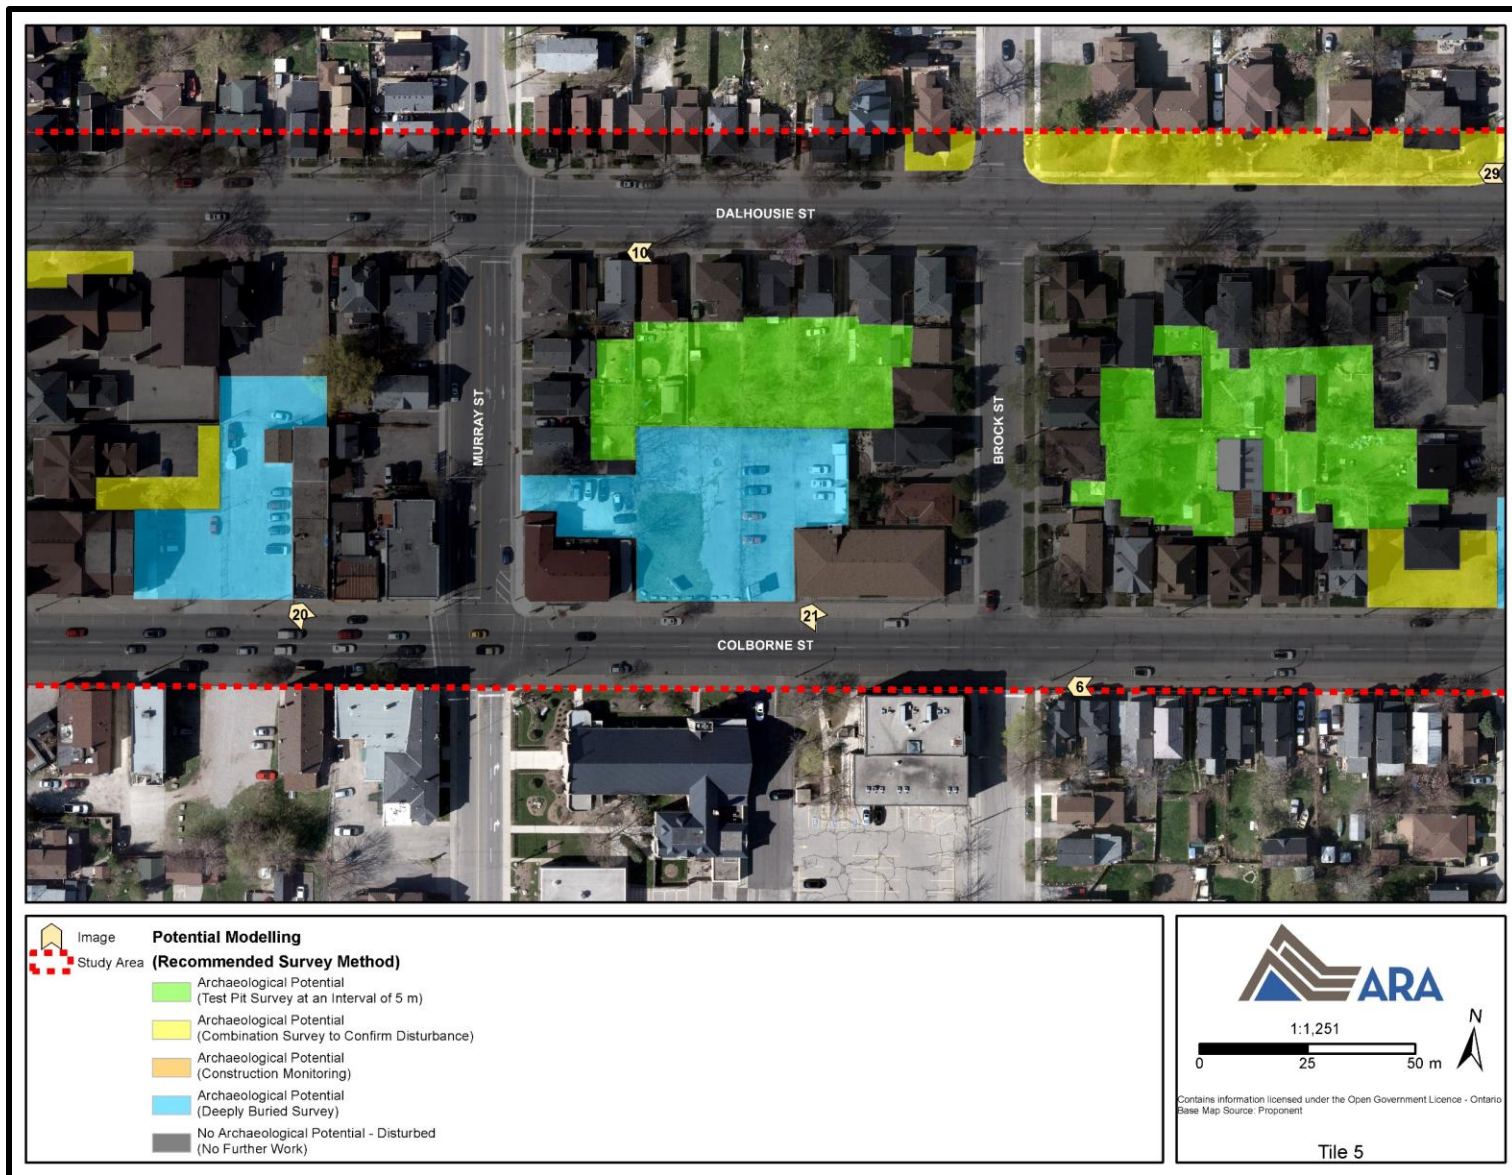 29
DALHOUSIE ST
10
MURRAY ST
BROCK ST
20
21
COLBORNE ST
6
Image
Study Area
Potential Modelling
(Recommended Survey Method)
Archaeological Potential
(Test Pit Survey at an Interval of 5 m)
Archaeological Potential
(Combination Survey to Confirm Disturbance)
Archaeological Potential
(Construction Monitoring)
Archaeological Potential
(Deeply Buried Survey)
No Archaeological Potential - Disturbed
(No Further Work)
ARA
N
1:1,251
0 25 50 m
Contains information licensed under the Open Government Licence - Ontario
Base Map Source: Proponent
Tile 5